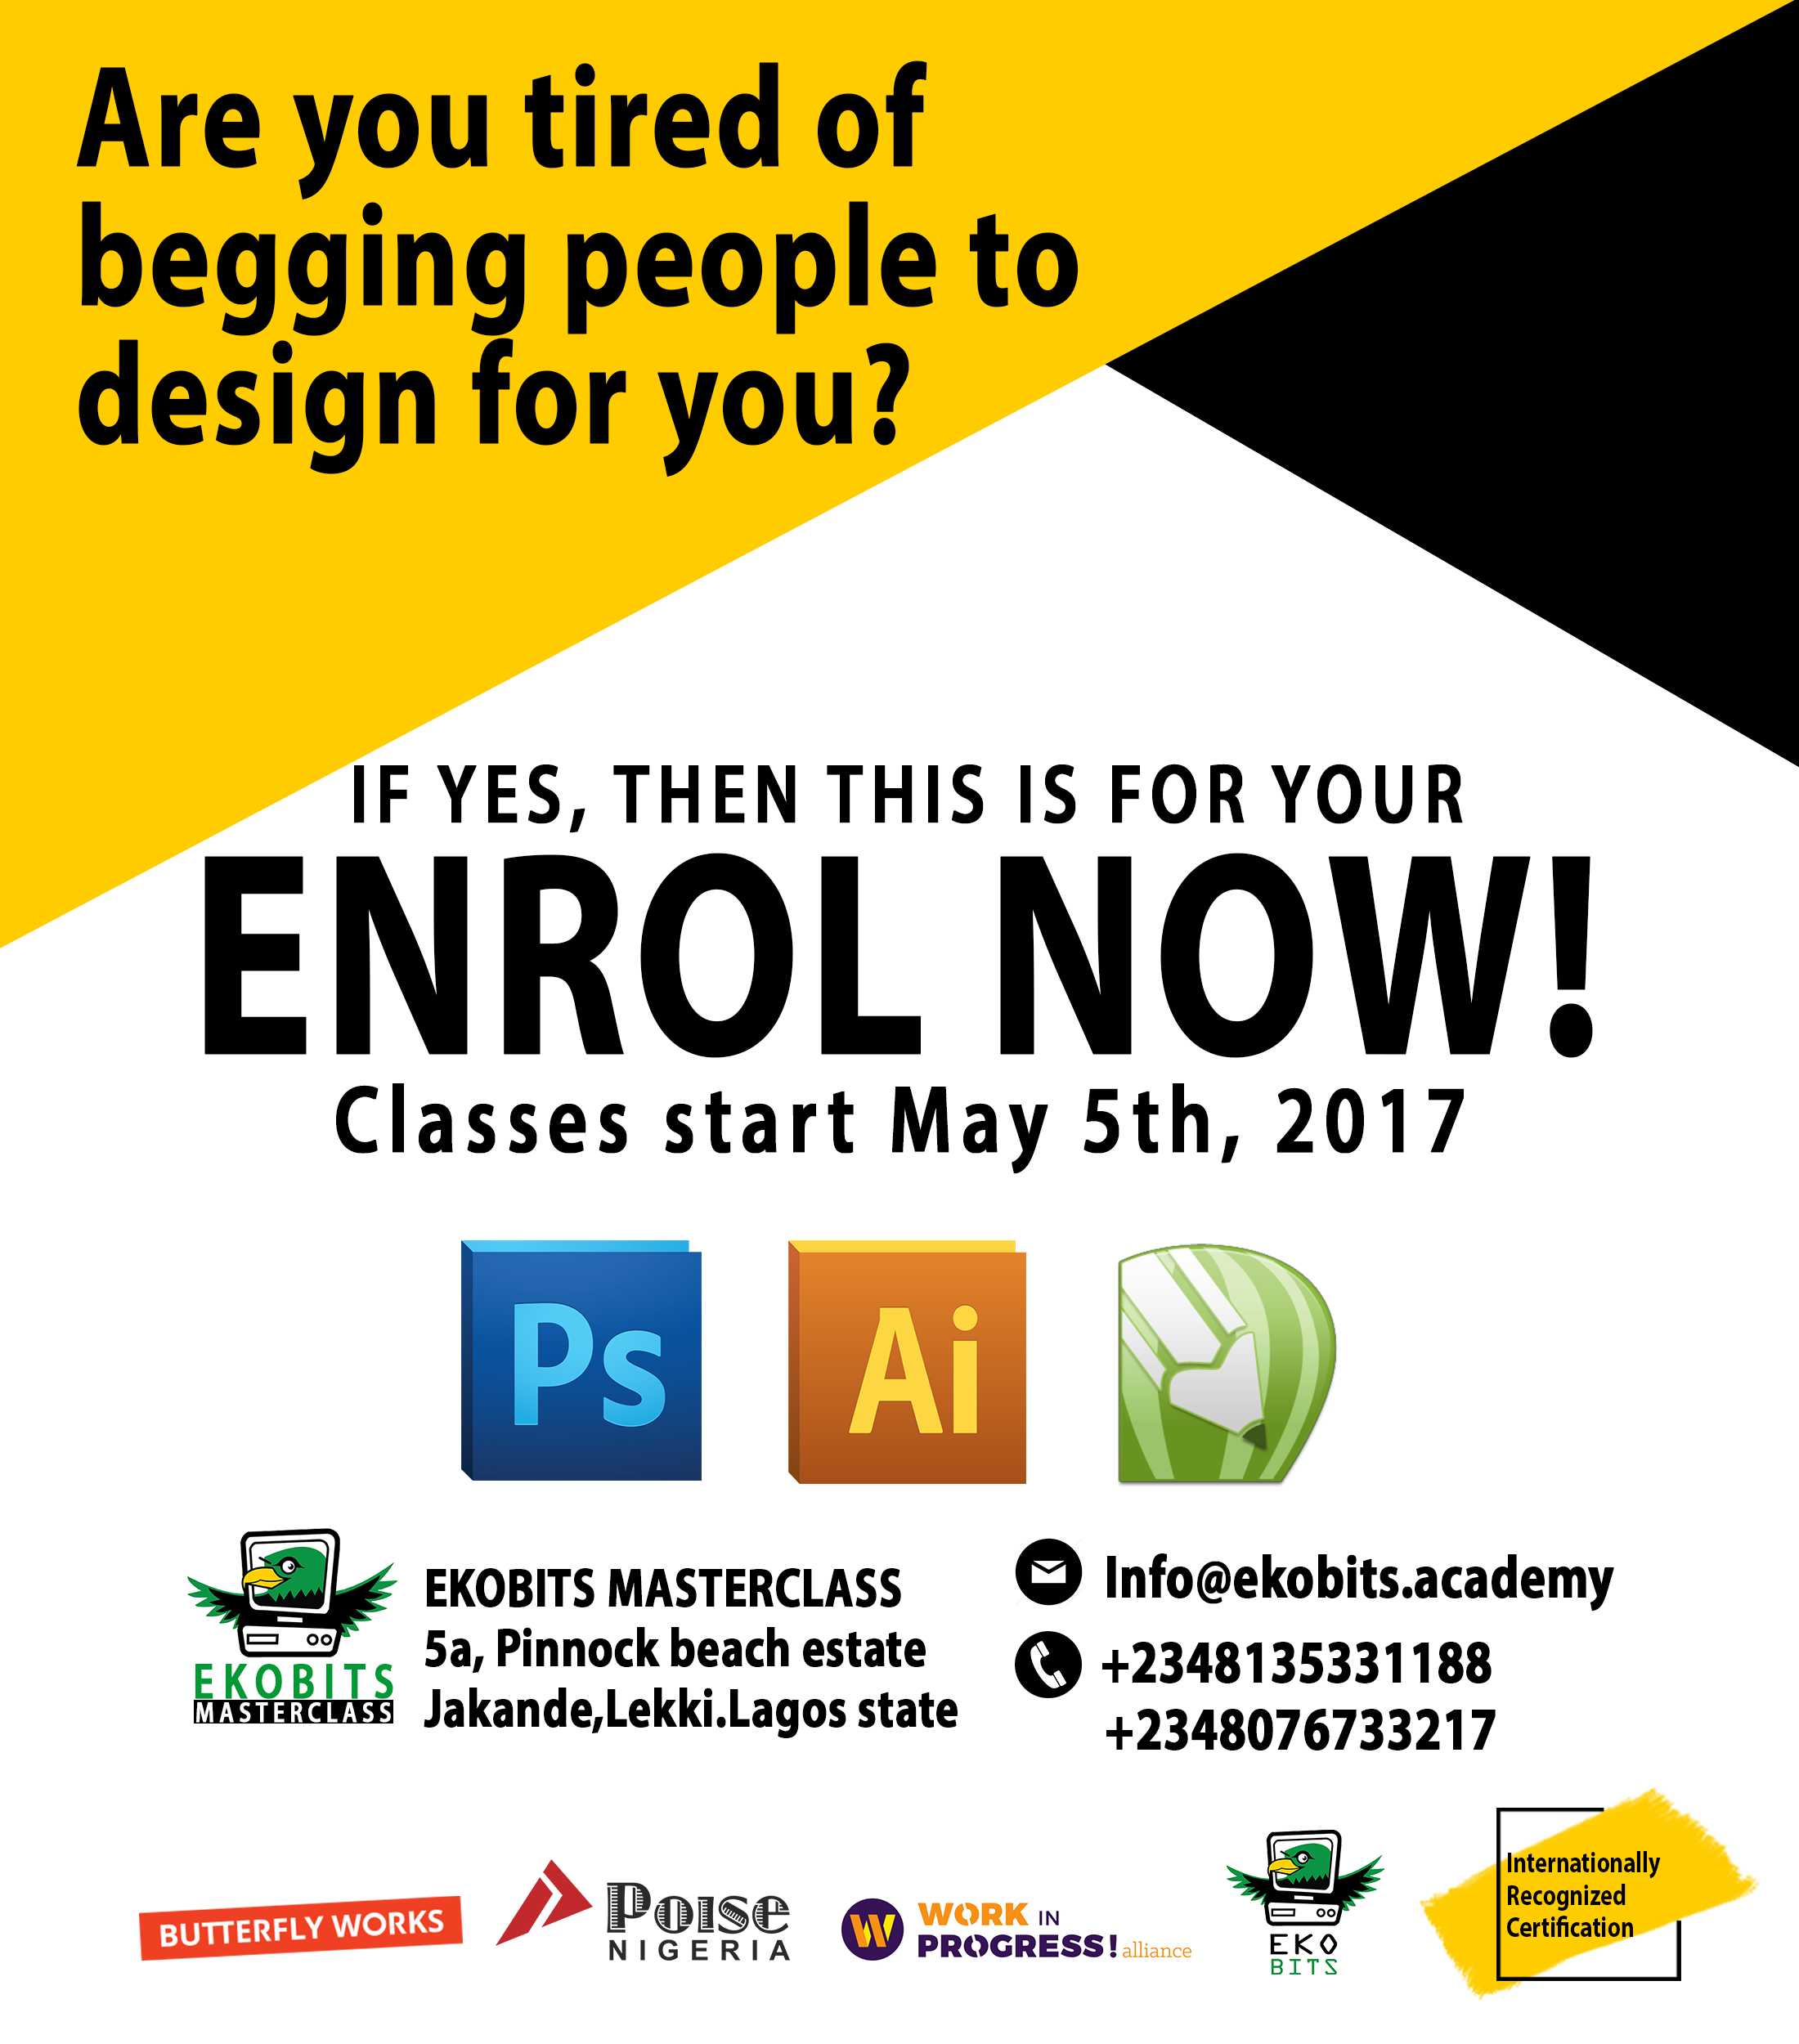 Are you tired of
begging people to
design for you?
IF YES, THEN THIS IS FOR YOUR
ENROL NOW!
Classes start May 5th, 2017
Ps
Ai
EKOBITS
MASTERCLASS
EKOBITS MASTERCLASS
5a, Pinnock beach estate
Jakande,Lekki.Lagos state
Info@ekobits.academy
+2348135331188
+2348076733217
BUTTERFLY WORKS
Poise
NIGERIA
W
WORK IN
PROGRESS! alliance
EKO
BITS
Internationally
Recognized
Certification